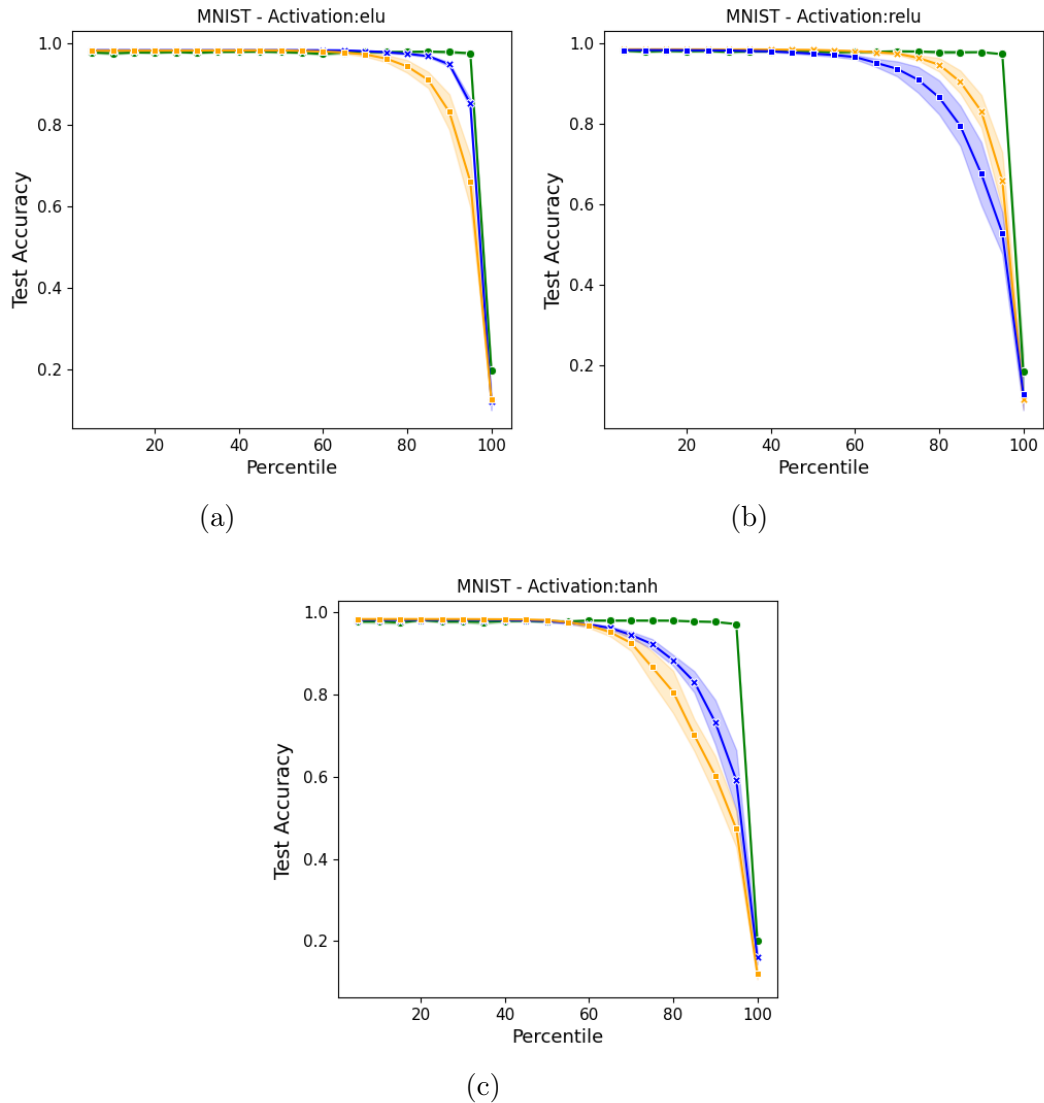 MNIST - Activation:elu
1.0
0.8
0.6
0.4
0.2
Test Accuracy
20 40 60 80 100
Percentile
(a)
MNIST - Activation:relu
1.0
0.8
0.6
0.4
0.2
Test Accuracy
20 40 60 80 100
Percentile
(b)
MNIST - Activation:tanh
1.0
0.8
0.6
0.4
0.2
Test Accuracy
20 40 60 80 100
Percentile
(c)